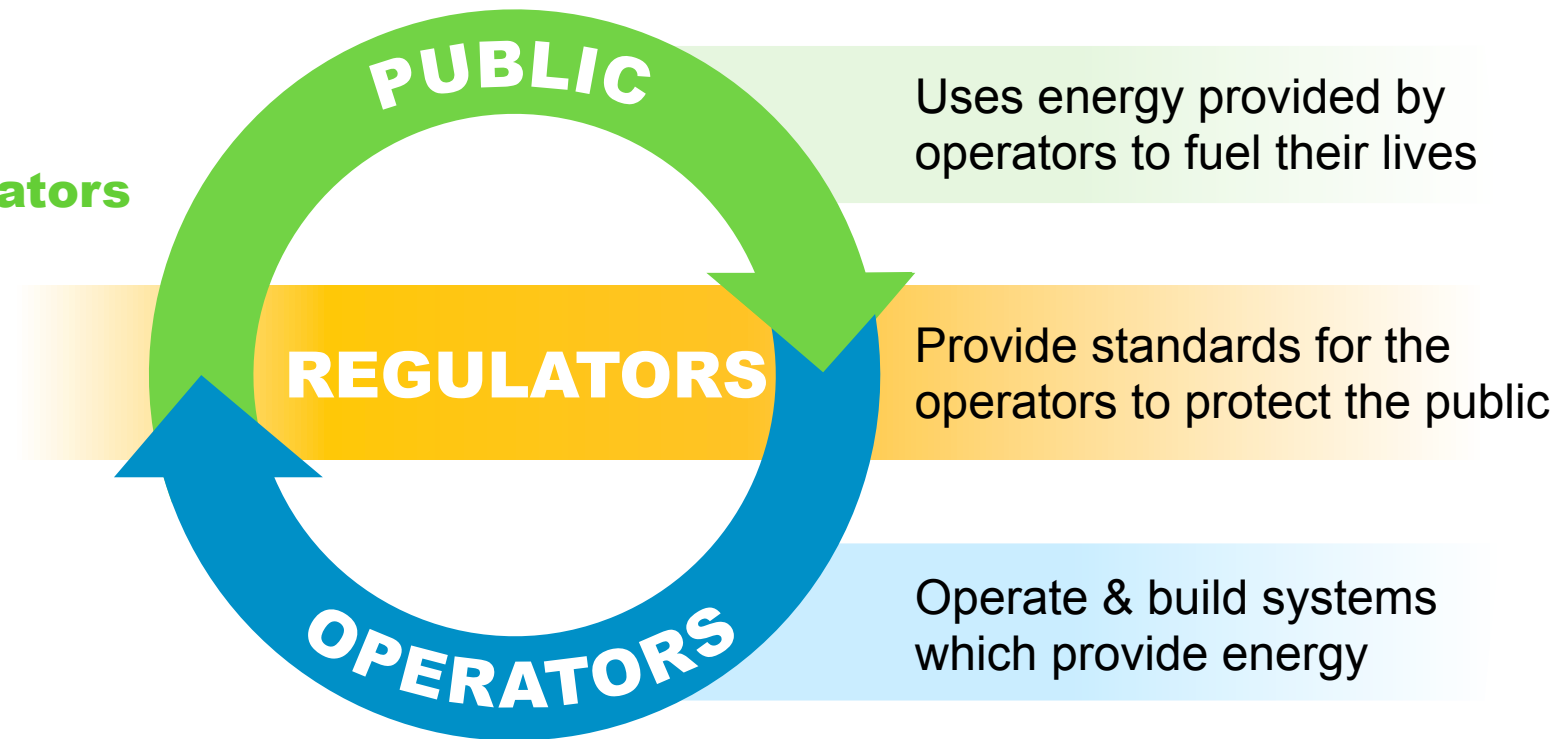 PUBLIC
Uses energy provided by
operators to fuel their lives
ators
REGULATORS
Provide standards for the
operators to protect the public
OPERATORS
Operate & build systems
which provide energy